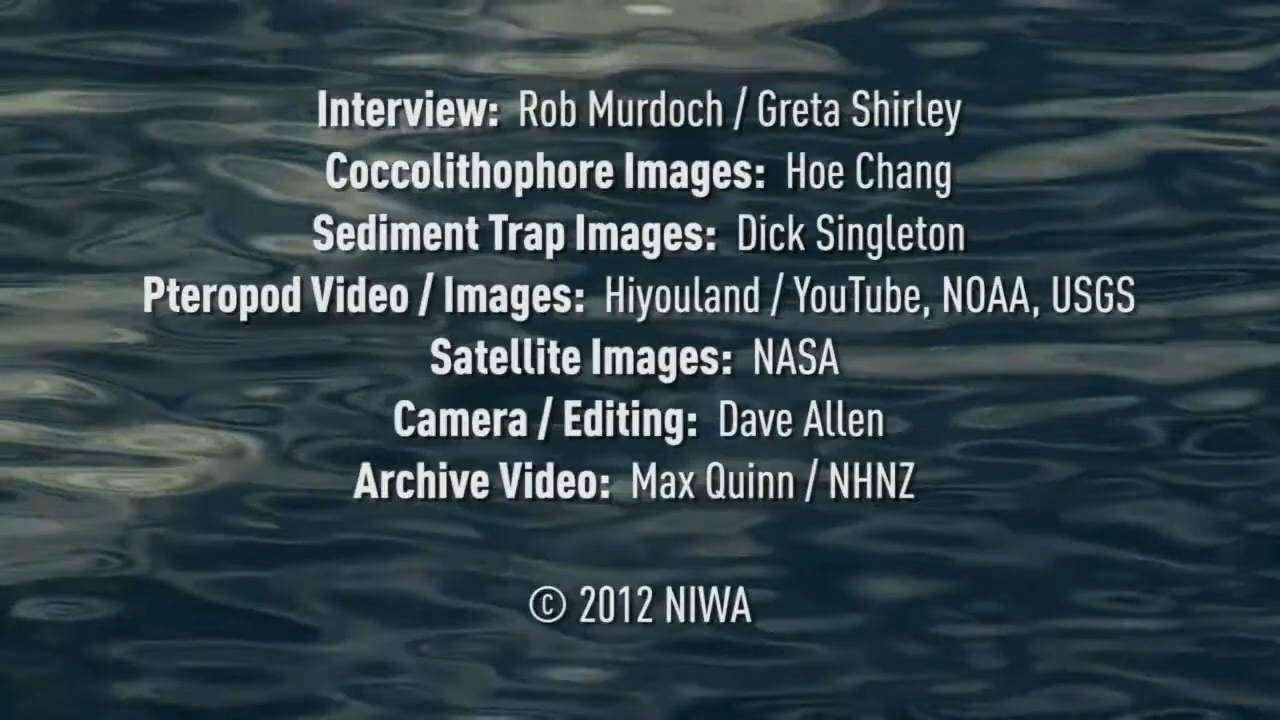 Interview: Rob Murdoch / Greta Shirley
Coccolithophore Images: Hoe Chang
Sediment Trap Images: Dick Singleton
Pteropod Video / Images: Hiyouland / YouTube, NOAA, USGS
Satellite Images: NASA
Camera / Editing: Dave Allen
Archive Video: Max Quinn / NHNZ
© 2012 NIWA